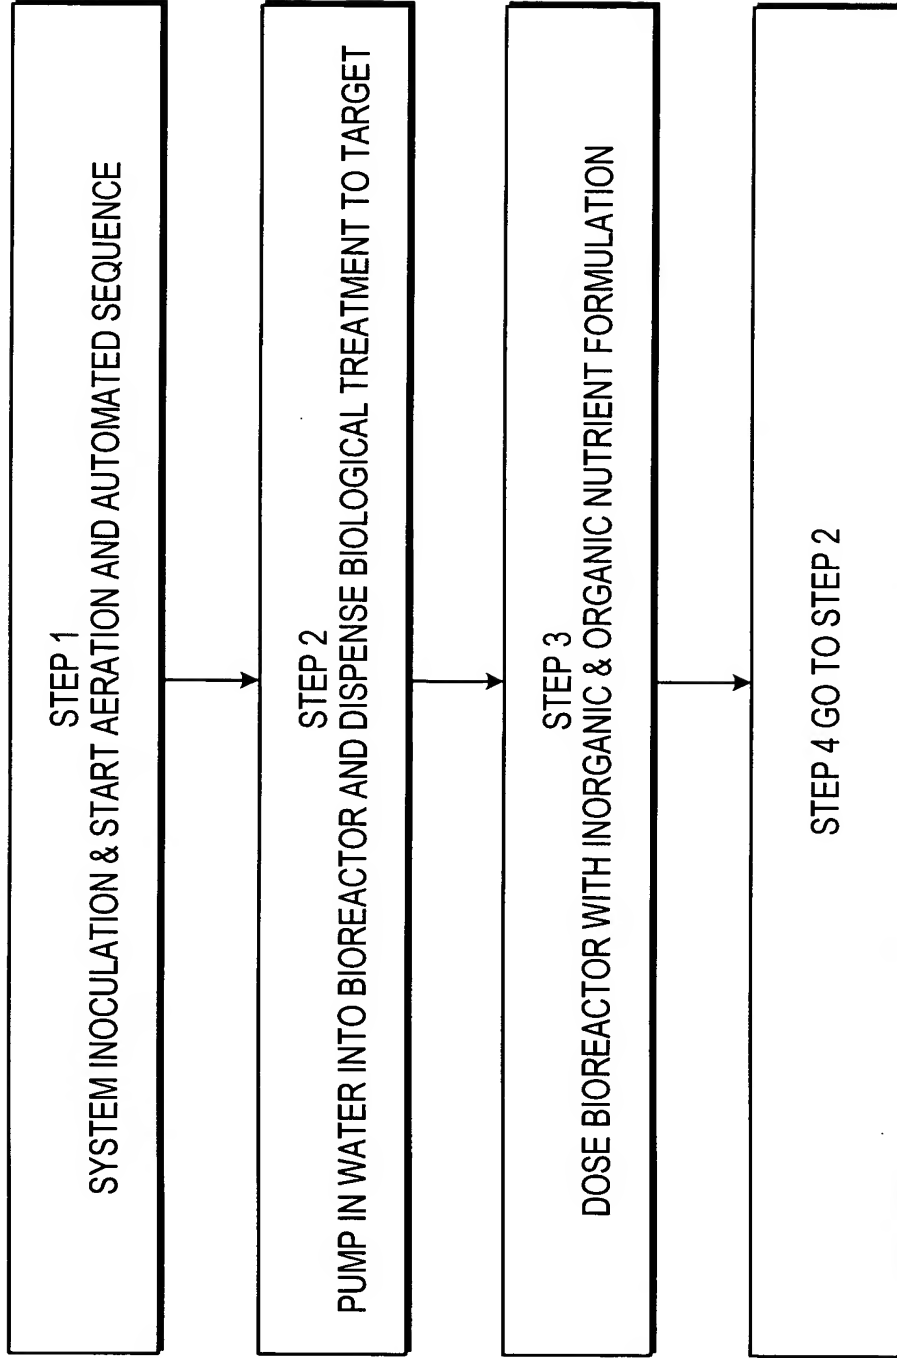 STEP 1
SYSTEM INOCULATION & START AERATION AND AUTOMATED SEQUENCE
STEP 2
PUMP IN WATER INTO BIOREACTOR AND DISPENSE BIOLOGICAL TREATMENT TO TARGET
STEP 3
DOSE BIOREACTOR WITH INORGANIC & ORGANIC NUTRIENT FORMULATION
STEP 4 GO TO STEP 2